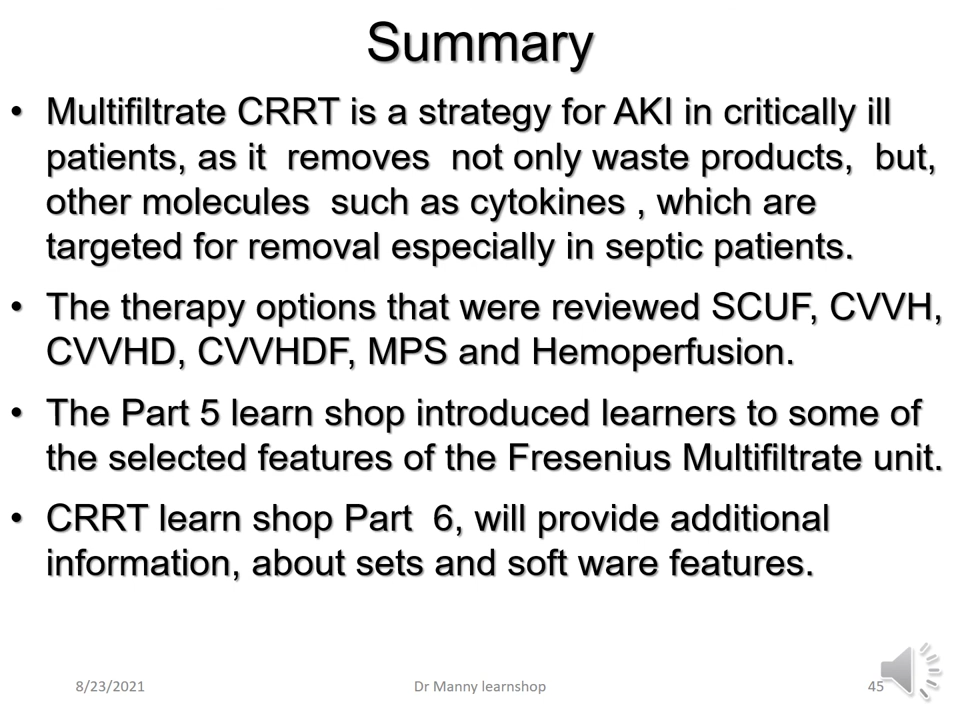 Summary
• Multifiltrate CRRT is a strategy for AKI in critically ill
patients, as it  removes  not only waste products,  but,
other molecules  such as cytokines , which are
targeted for removal especially in septic patients.
• The therapy options that were reviewed SCUF, CVVH,
CVVHD, CVVHDF, MPS and Hemoperfusion.
• The Part 5 learn shop introduced learners to some of
the selected features of the Fresenius Multifiltrate unit.
• CRRT learn shop Part  6, will provide additional
information, about sets and soft ware features.
8/23/2021
Dr Manny learnshop
45